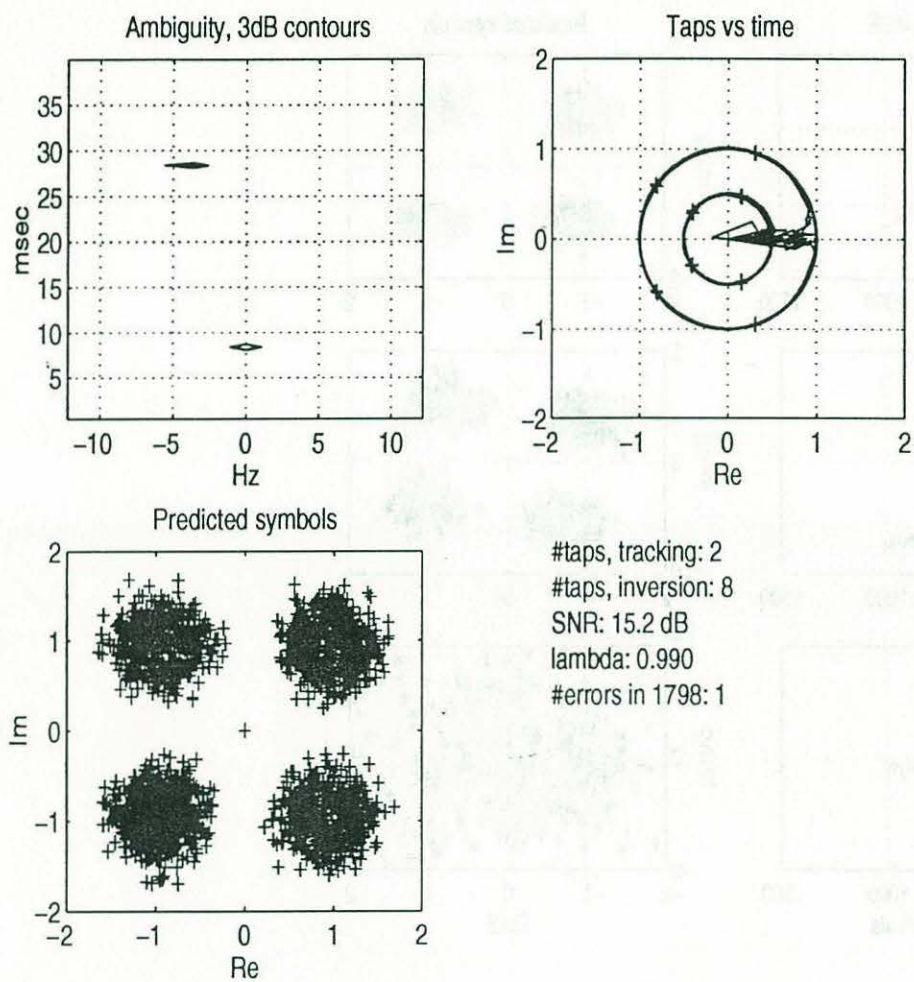 Ambiguity, 3dB contours
35
30
25
20
15
10
5
msec
−10 −5 0 5 10
Hz
Taps vs time
2
1
0
−1
−2
Im
−2 −1 0 1 2
Re
Predicted symbols
2
1
0
−1
−2
Im
−2 −1 0 1 2
Re
#taps, tracking: 2
#taps, inversion: 8
SNR: 15.2 dB
lambda: 0.990
#errors in 1798: 1